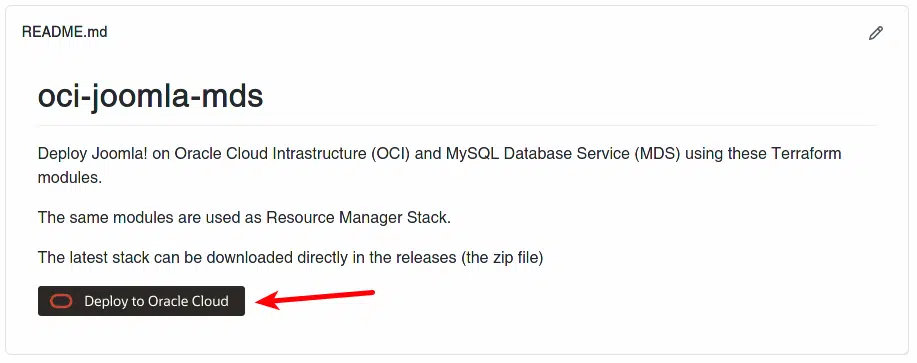 README.md
oci-joomla-mds
Deploy Joomla! on Oracle Cloud Intrastructure (OCI) and MySQL Database Service (MDS) using these Terraform
modules.
The same modules are used as Resource Manager Stack.
The latest stack can be downloaded directly in the releases (the zip file)
Deploy to Oracle Cloud